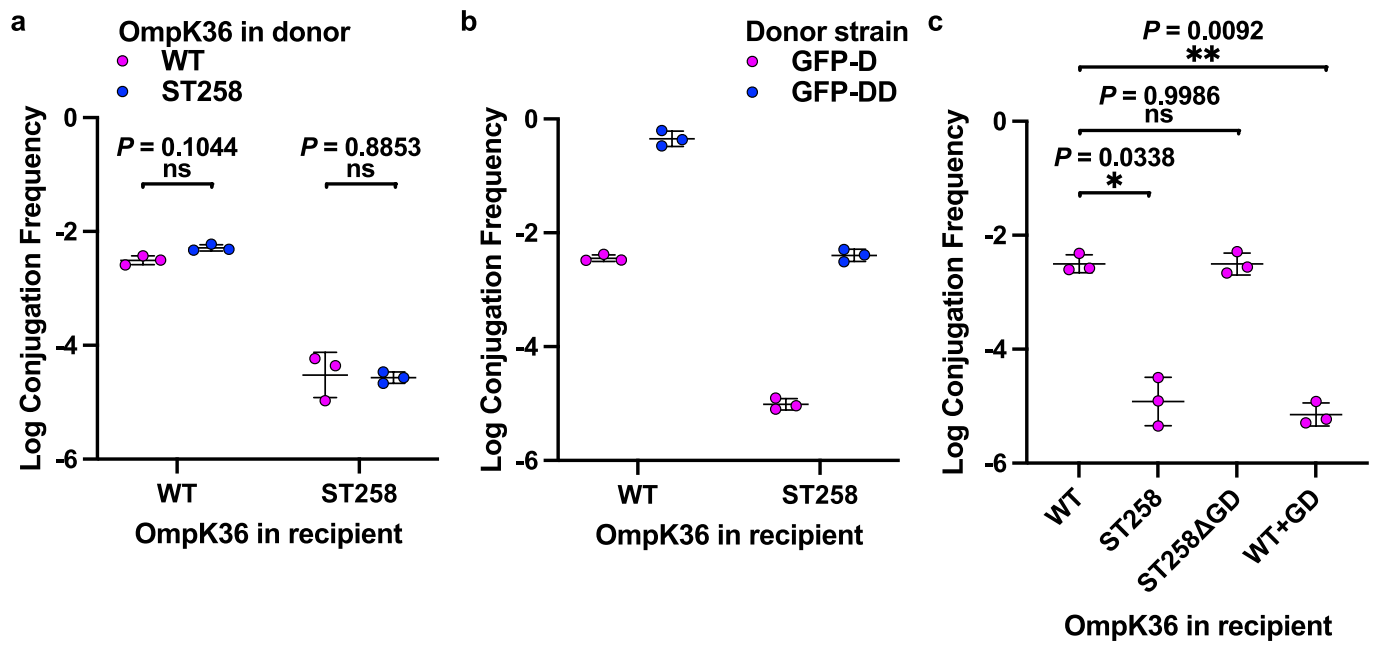 a
OmpK36 in donor
WT
ST258
Log Conjugation Frequency
0
-2
-4
-6
P = 0.1044
ns
P = 0.8853
ns
WT
ST258
OmpK36 in recipient
b
Donor strain
GFP-D
GFP-DD
Log Conjugation Frequency
0
-2
-4
-6
WT
ST258
OmpK36 in recipient
c
P = 0.0092
**
P = 0.9986
ns
P = 0.0338
*
Log Conjugation Frequency
0
-2
-4
-6
WT
ST258
ST258ΔGD
WT+GD
OmpK36 in recipient